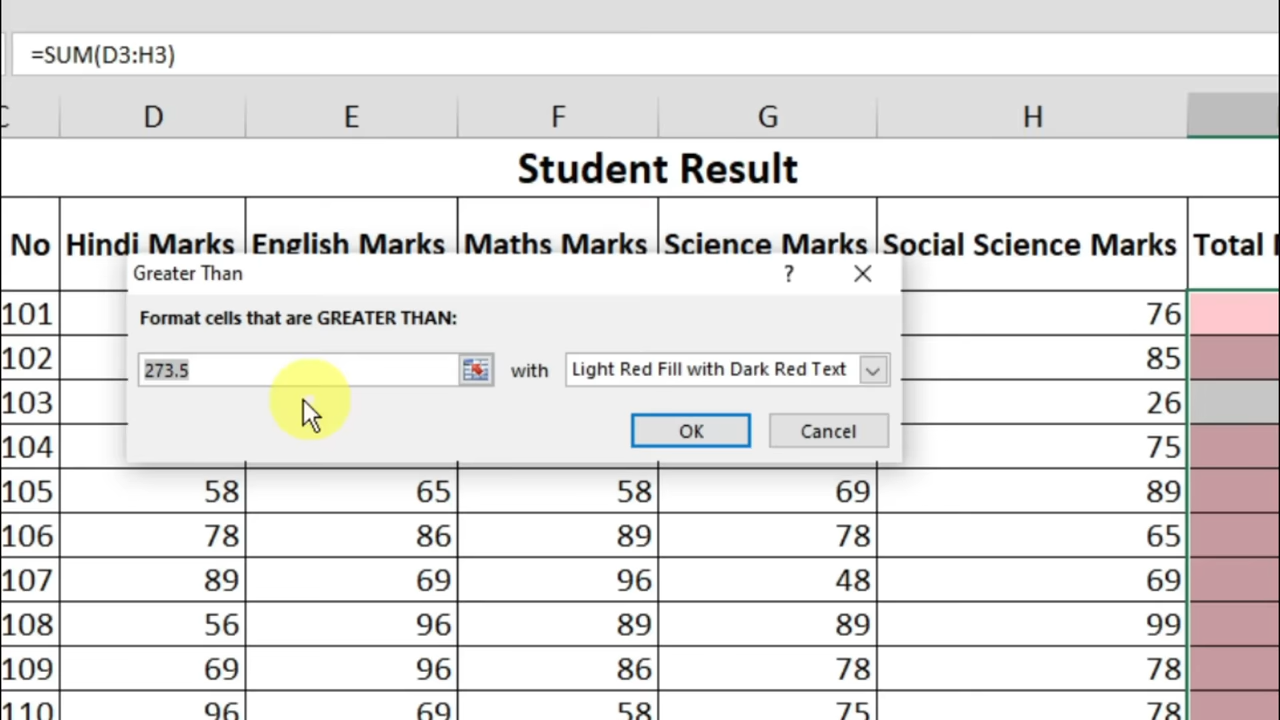 =SUM(D3:H3)
D E F G H
Student Result
No Hindi Marks English Marks Maths Marks Science Marks Social Science Marks Total
Greater Than ?
101 76
Format cells that are GREATER THAN:
102 85
273.5 with Light Red Fill with Dark Red Text
103 26
OK Cancel
104 75
105 58 65 58 69 89
106 78 86 89 78 65
107 89 69 96 48 69
108 56 96 89 89 99
109 69 96 86 78 78
110 96 69 58 75 78